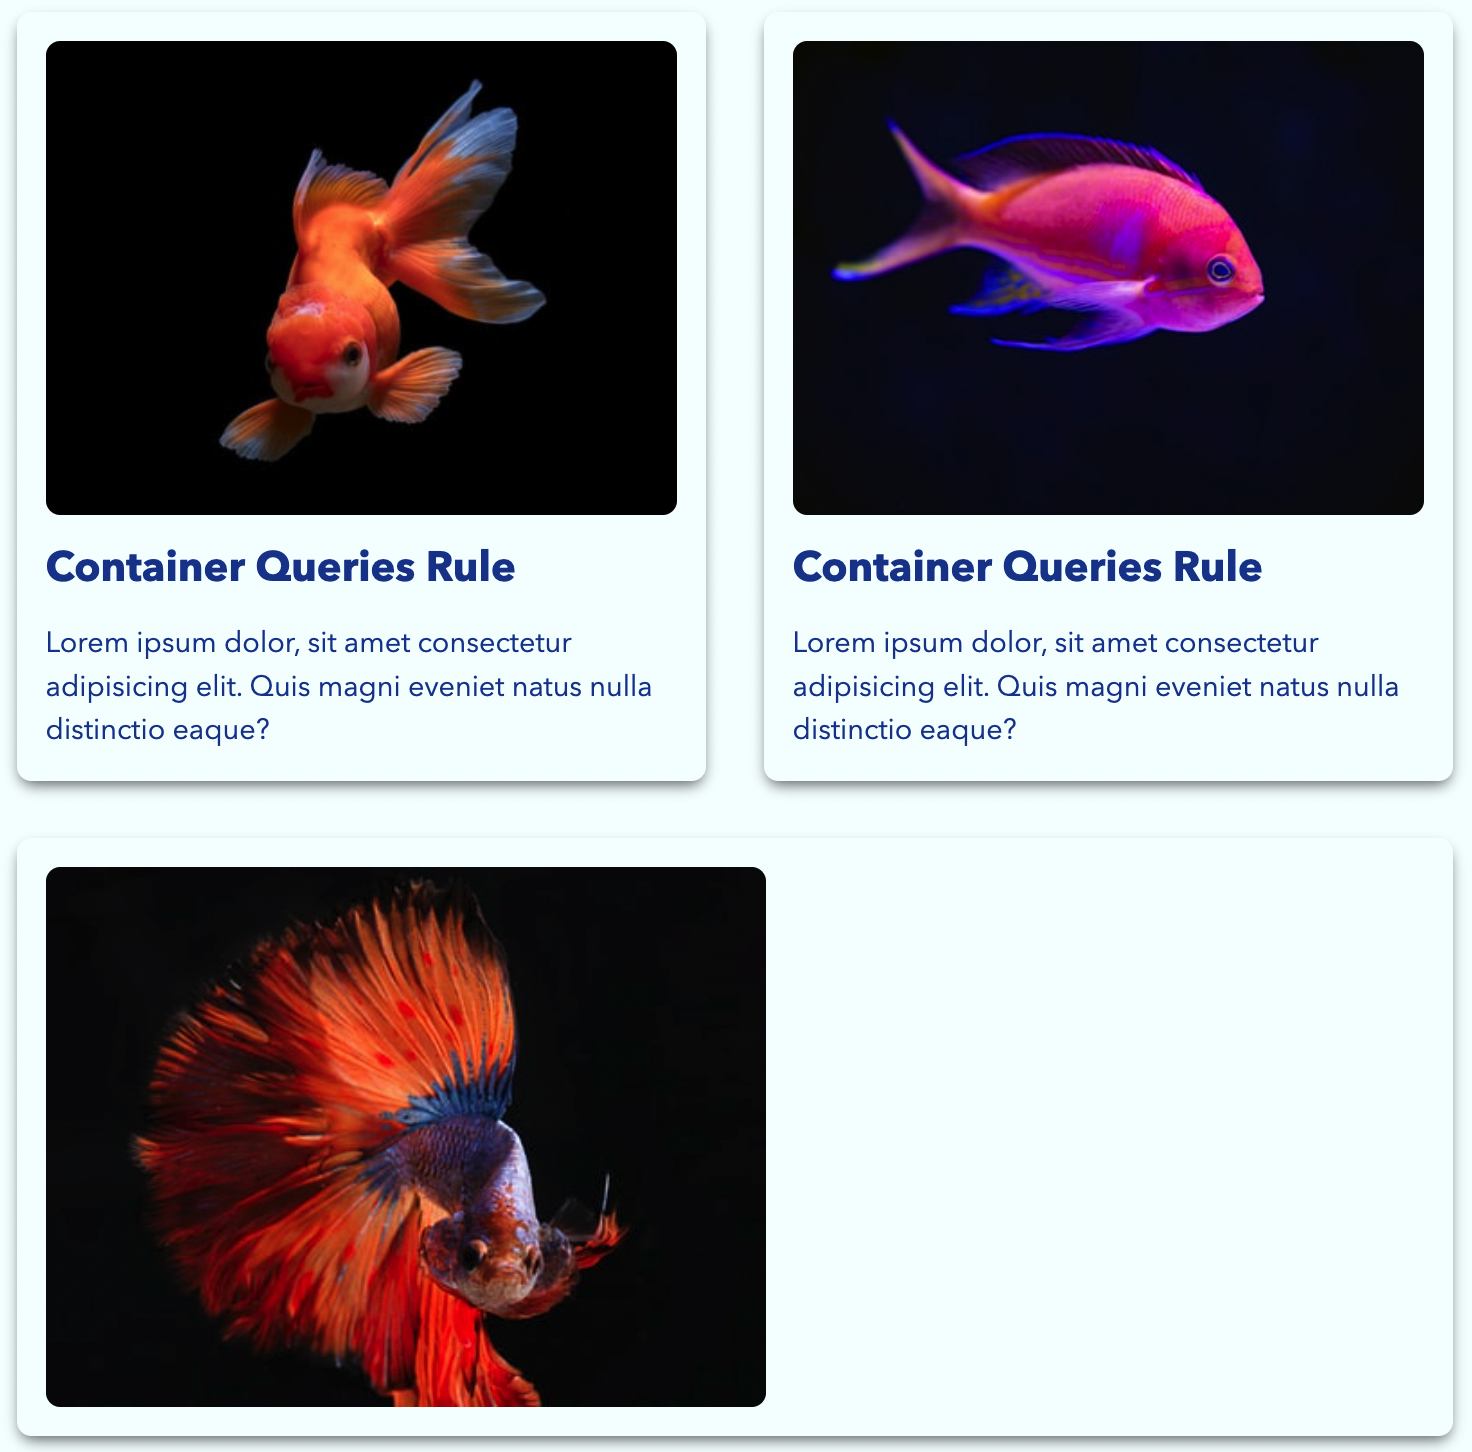 Container Queries Rule
Lorem ipsum dolor, sit amet consectetur
adipisicing elit. Quis magni eveniet natus nulla
distinctio eaque?
Container Queries Rule
Lorem ipsum dolor, sit amet consectetur
adipisicing elit. Quis magni eveniet natus nulla
distinctio eaque?